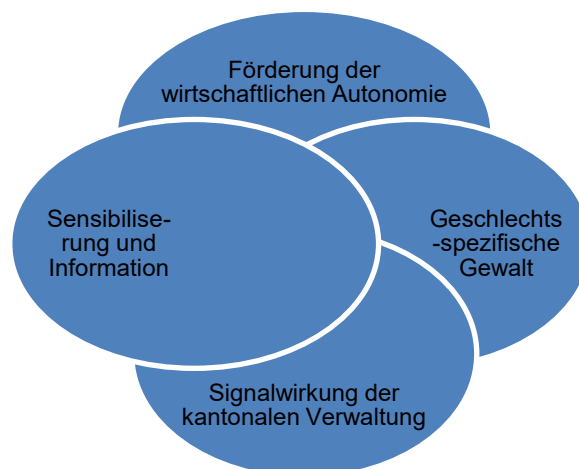 Förderung der
wirtschaftlichen Autonomie
Sensibilise-
rung und
Information
Geschlechts
-spezifische
Gewalt
Signalwirkung der
kantonalen Verwaltung